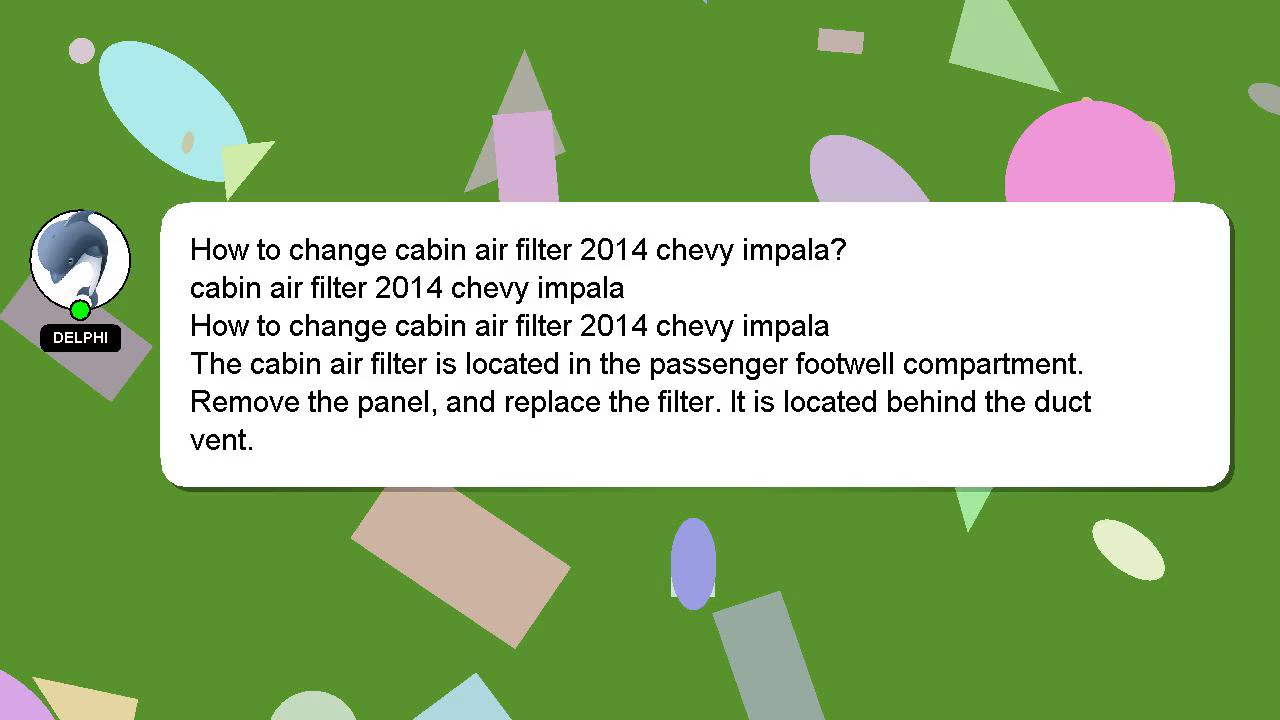 How to change cabin air filter 2014 chevy impala?
cabin air filter 2014 chevy impala
How to change cabin air filter 2014 chevy impala
The cabin air filter is located in the passenger footwell compartment.
Remove the panel, and replace the filter. It is located behind the duct
vent.
DELPHI